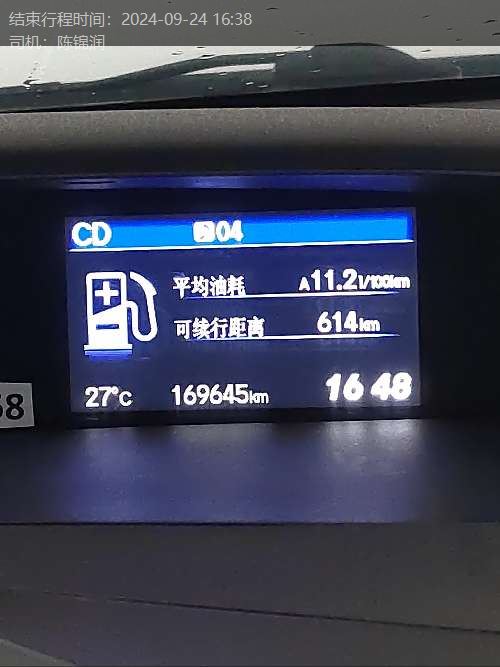 结束行程时间：2024-09-24 16:38
司机：陈锦润
CD 04
平均油耗 A11.2l/100km
可续行距离 614km
27°C 169645km 16 48
58